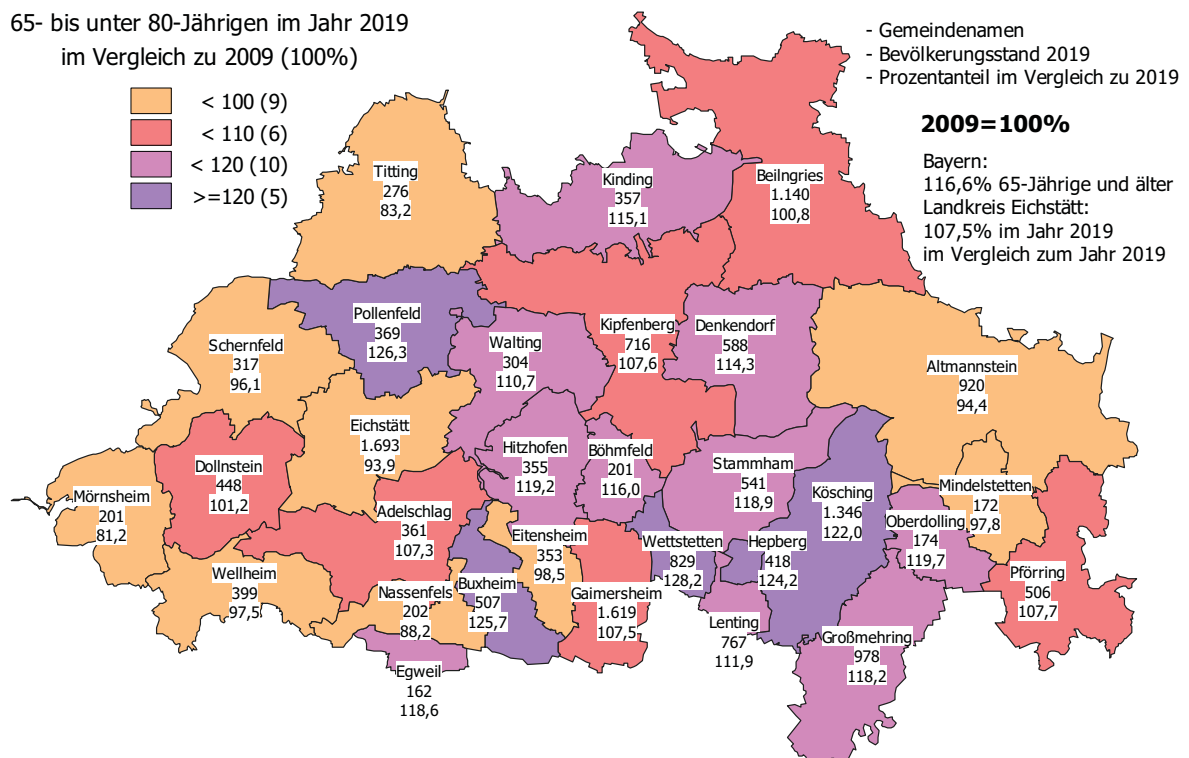 65- bis unter 80-Jährigen im Jahr 2019
im Vergleich zu 2009 (100%)
< 100 (9)
< 110 (6)
< 120 (10)
>=120 (5)
- Gemeindenamen
- Bevölkerungsstand 2019
- Prozentanteil im Vergleich zu 2019
2009=100%
Bayern:
116,6% 65-Jährige und älter
Landkreis Eichstätt:
107,5% im Jahr 2019
im Vergleich zum Jahr 2019
Titting
276
83,2
Kinding
357
115,1
Beilngries
1.140
100,8
Pollenfeld
369
126,3
Schernfeld
317
96,1
Walting
304
110,7
Kipfenberg
716
107,6
Denkendorf
588
114,3
Altmannstein
920
94,4
Eichstätt
1.693
93,9
Dollnstein
448
101,2
Hitzhofen
355
119,2
Böhmfeld
201
116,0
Stammham
541
118,9
Kösching
1.346
122,0
Mindelstetten
172
97,8
Mörnsheim
201
81,2
Adelschlag
361
107,3
Eitensheim
353
98,5
Wettstetten
829
128,2
Hepberg
418
124,2
Oberdolling
174
119,7
Pförring
506
107,7
Wellheim
399
97,5
Nassenfels
202
88,2
Buxheim
507
125,7
Gaimersheim
1.619
107,5
Lenting
767
111,9
Großmehring
978
118,2
Egweil
162
118,6